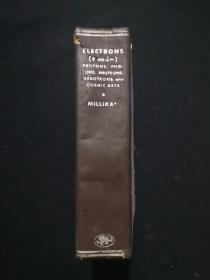 ELECTRONS
(+ and −)
PROTONS, PHO-
TONS, NEUTRONS,
MESOTRONS, AND
COSMIC RAYS
MILLIKAN